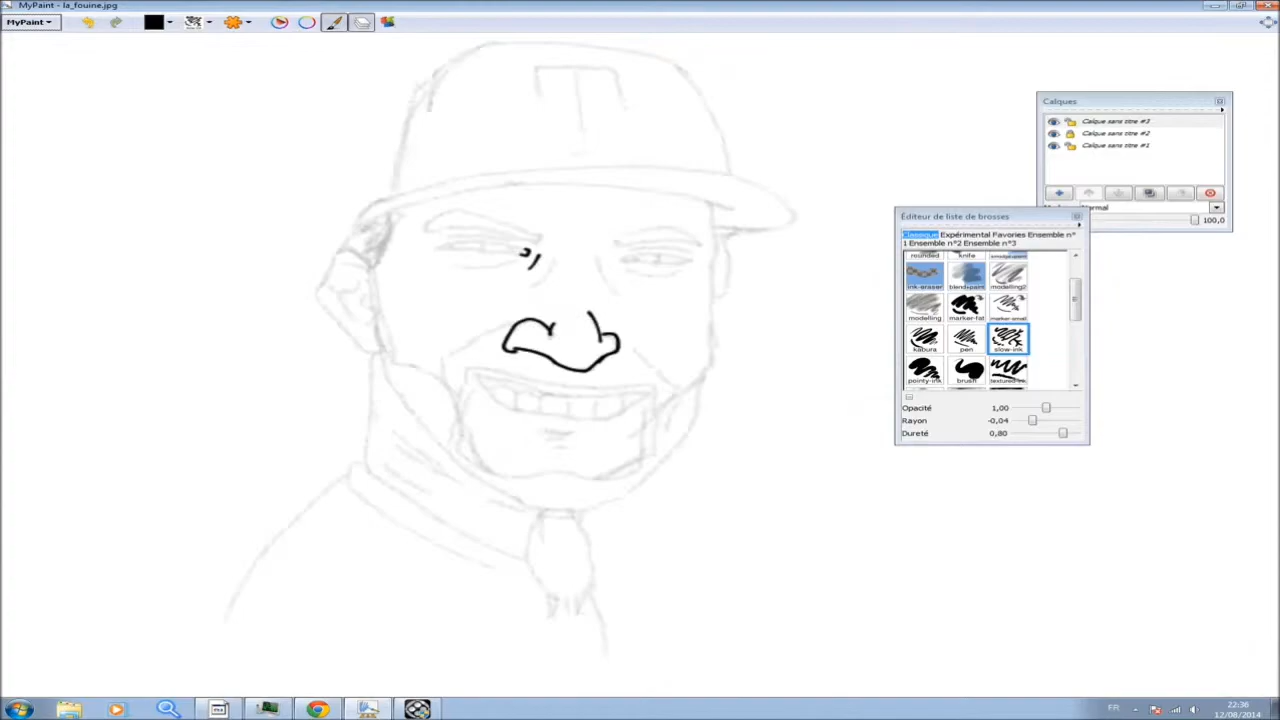 MyPaint - la_fouine.jpg
MyPaint
Calques
Calque sans titre #3
Calque sans titre #2
Calque sans titre #1
Normal
100,0
Éditeur de liste de brosses
Classique Expérimental Favories Ensemble n°
1 Ensemble n°2 Ensemble n°3
rounded knife
ink-eraser blend+paint modelling2
modelling marker-fat marker-small
kabura pen slow-ink
pointy-ink brush
Opacité 1,00
Rayon -0,04
Dureté 0,80
FR
22:36
12/08/2014